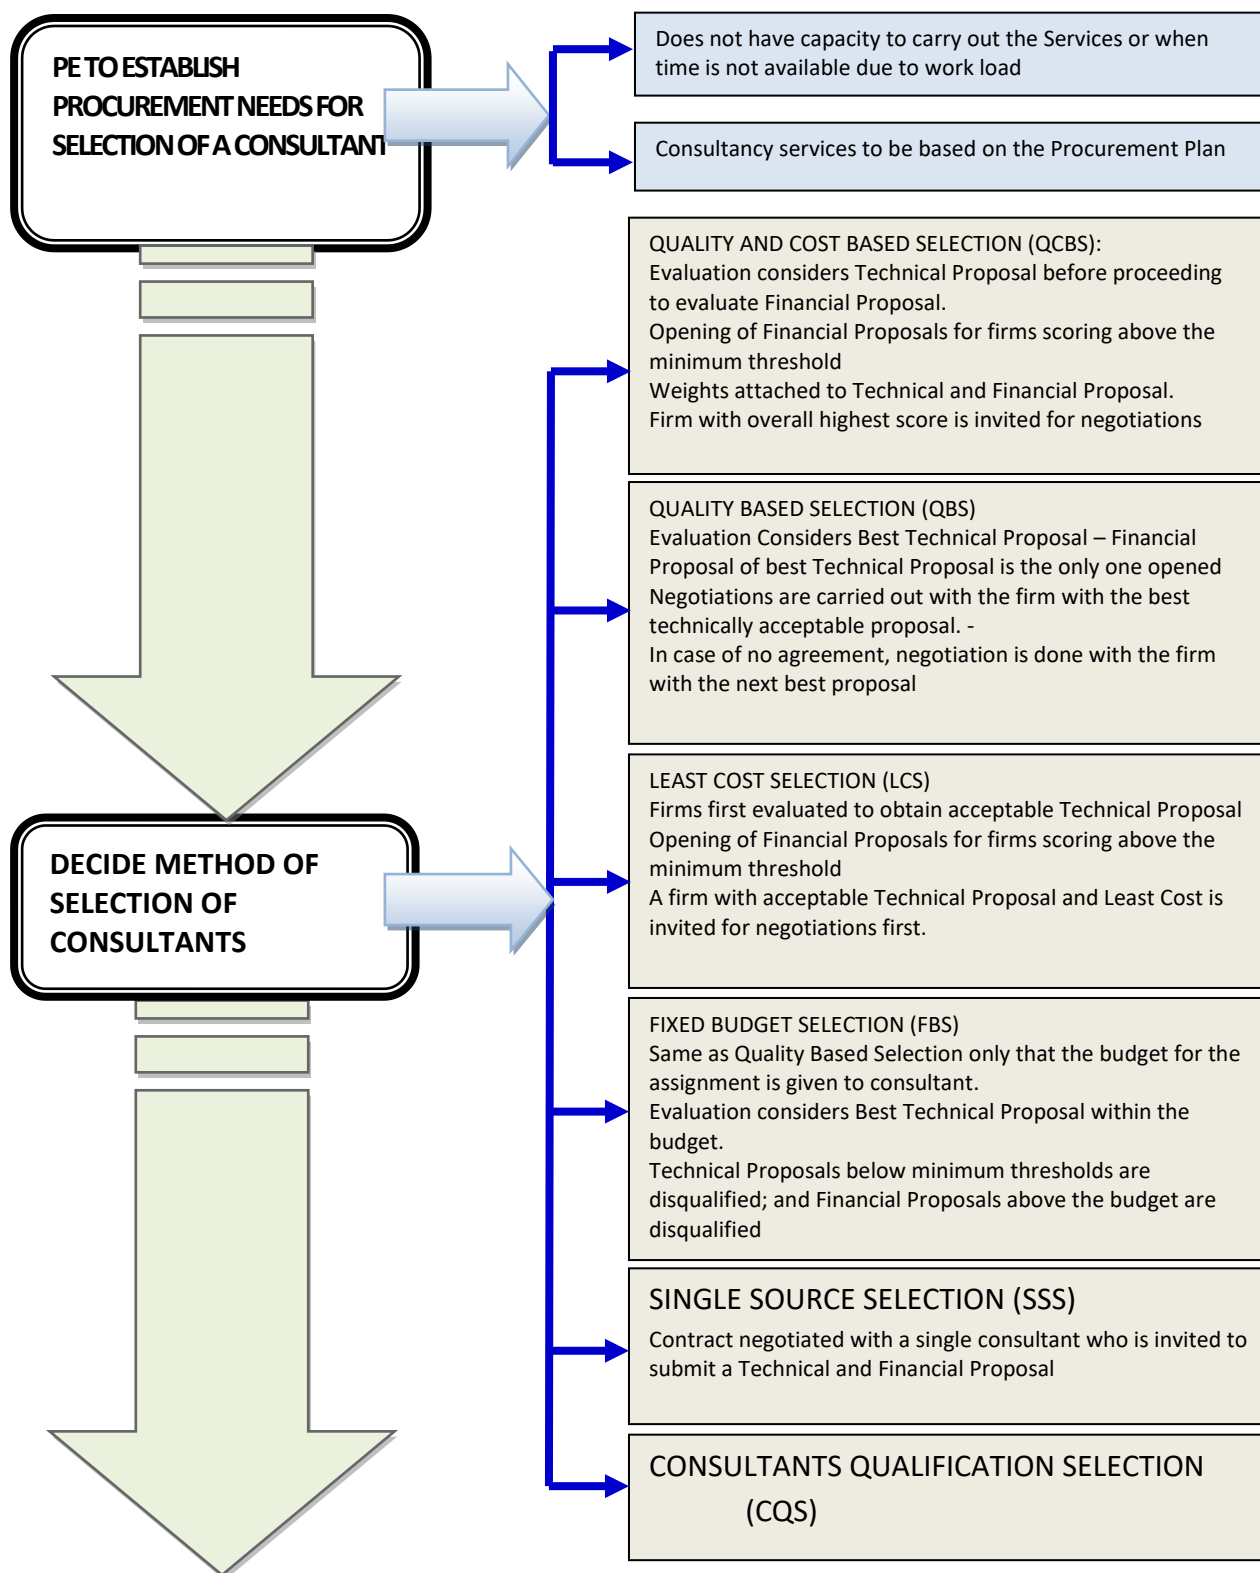 PE TO ESTABLISH
PROCUREMENT NEEDS FOR
SELECTION OF A CONSULTANT
Does not have capacity to carry out the Services or when
time is not available due to work load
Consultancy services to be based on the Procurement Plan
QUALITY AND COST BASED SELECTION (QCBS):
Evaluation considers Technical Proposal before proceeding
to evaluate Financial Proposal.
Opening of Financial Proposals for firms scoring above the
minimum threshold
Weights attached to Technical and Financial Proposal.
Firm with overall highest score is invited for negotiations
QUALITY BASED SELECTION (QBS)
Evaluation Considers Best Technical Proposal – Financial
Proposal of best Technical Proposal is the only one opened
Negotiations are carried out with the firm with the best
technically acceptable proposal. -
In case of no agreement, negotiation is done with the firm
with the next best proposal
DECIDE METHOD OF
SELECTION OF
CONSULTANTS
LEAST COST SELECTION (LCS)
Firms first evaluated to obtain acceptable Technical Proposal
Opening of Financial Proposals for firms scoring above the
minimum threshold
A firm with acceptable Technical Proposal and Least Cost is
invited for negotiations first.
FIXED BUDGET SELECTION (FBS)
Same as Quality Based Selection only that the budget for the
assignment is given to consultant.
Evaluation considers Best Technical Proposal within the
budget.
Technical Proposals below minimum thresholds are
disqualified; and Financial Proposals above the budget are
disqualified
SINGLE SOURCE SELECTION (SSS)
Contract negotiated with a single consultant who is invited to
submit a Technical and Financial Proposal
CONSULTANTS QUALIFICATION SELECTION
(CQS)